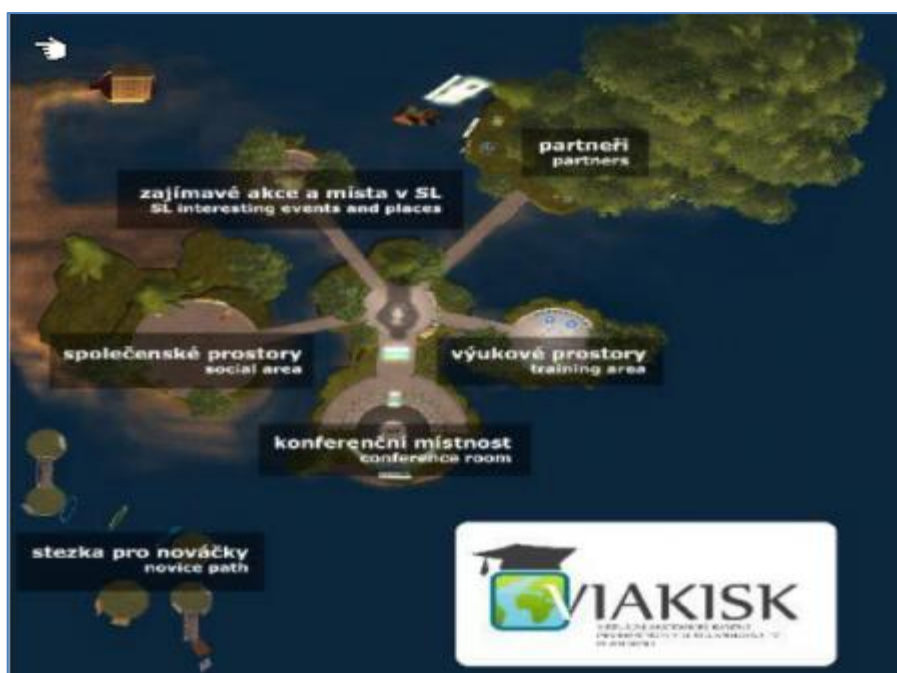 partneři
partners
zajímavé akce a místa v SL
SL interesting events and places
společenské prostory
social area
výukové prostory
training area
konferenční místnost
conference room
stezka pro nováčky
novice path
VIAKISK